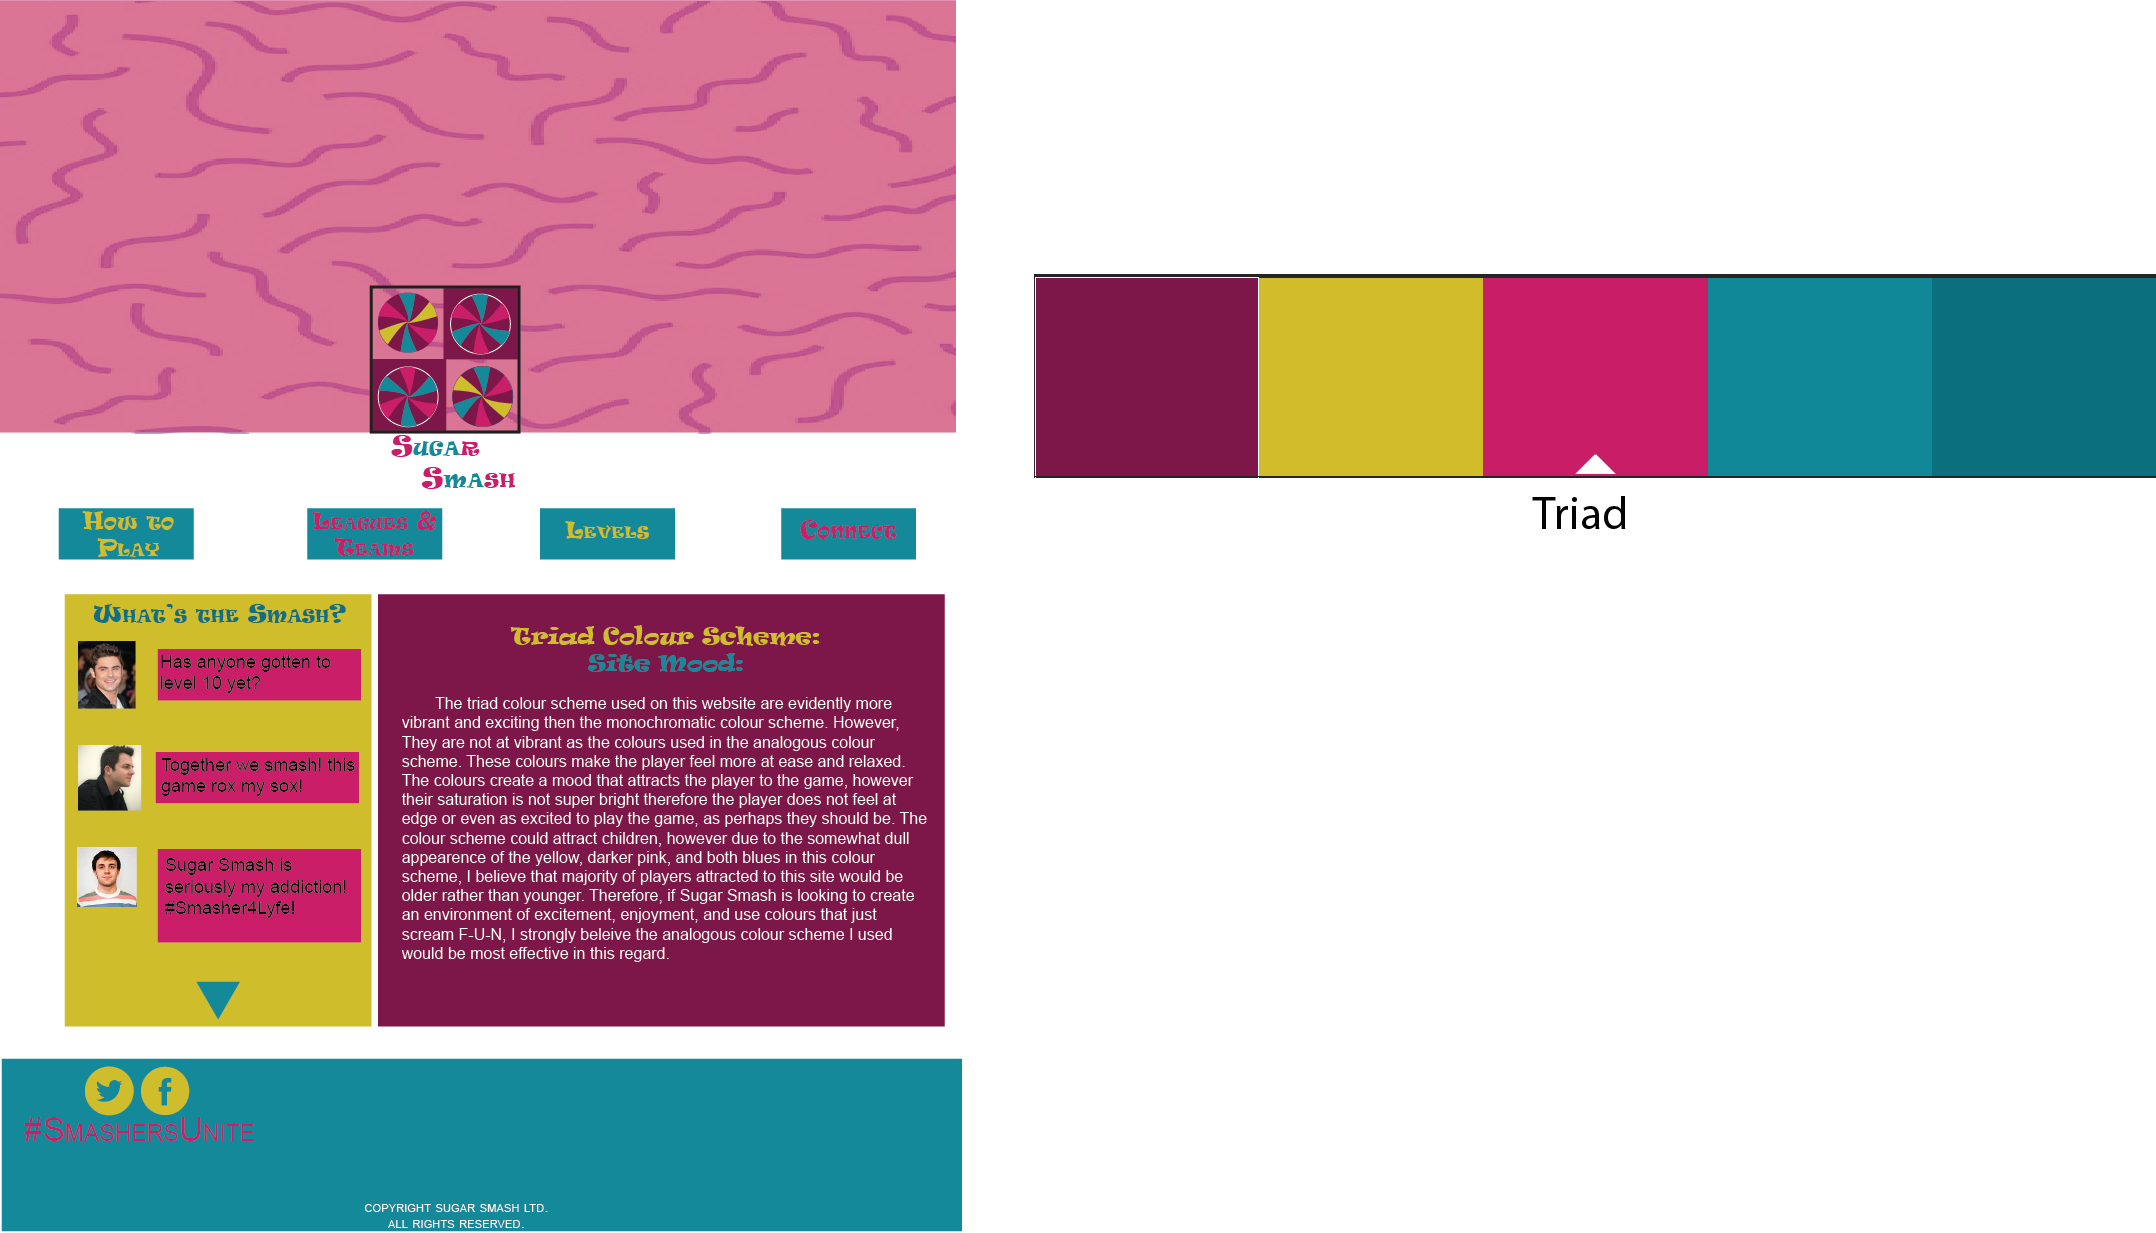 Sugar
Smash
How to
Play
Leagues &
Teams
Levels
Connect
What's the Smash?
Has anyone gotten to
level 10 yet?
Together we smash! this
game rox my sox!
Sugar Smash is
seriously my addiction!
#Smasher4Lyfe!
Triad Colour Scheme:
Site Mood:
The triad colour scheme used on this website are evidently more
vibrant and exciting then the monochromatic colour scheme. However,
They are not at vibrant as the colours used in the analogous colour
scheme. These colours make the player feel more at ease and relaxed.
The colours create a mood that attracts the player to the game, however
their saturation is not super bright therefore the player does not feel at
edge or even as excited to play the game, as perhaps they should be. The
colour scheme could attract children, however due to the somewhat dull
appearence of the yellow, darker pink, and both blues in this colour
scheme, I believe that majority of players attracted to this site would be
older rather than younger. Therefore, if Sugar Smash is looking to create
an environment of excitement, enjoyment, and use colours that just
scream F-U-N, I strongly beleive the analogous colour scheme I used
would be most effective in this regard.
#SmashersUnite
COPYRIGHT SUGAR SMASH LTD.
ALL RIGHTS RESERVED.
Triad